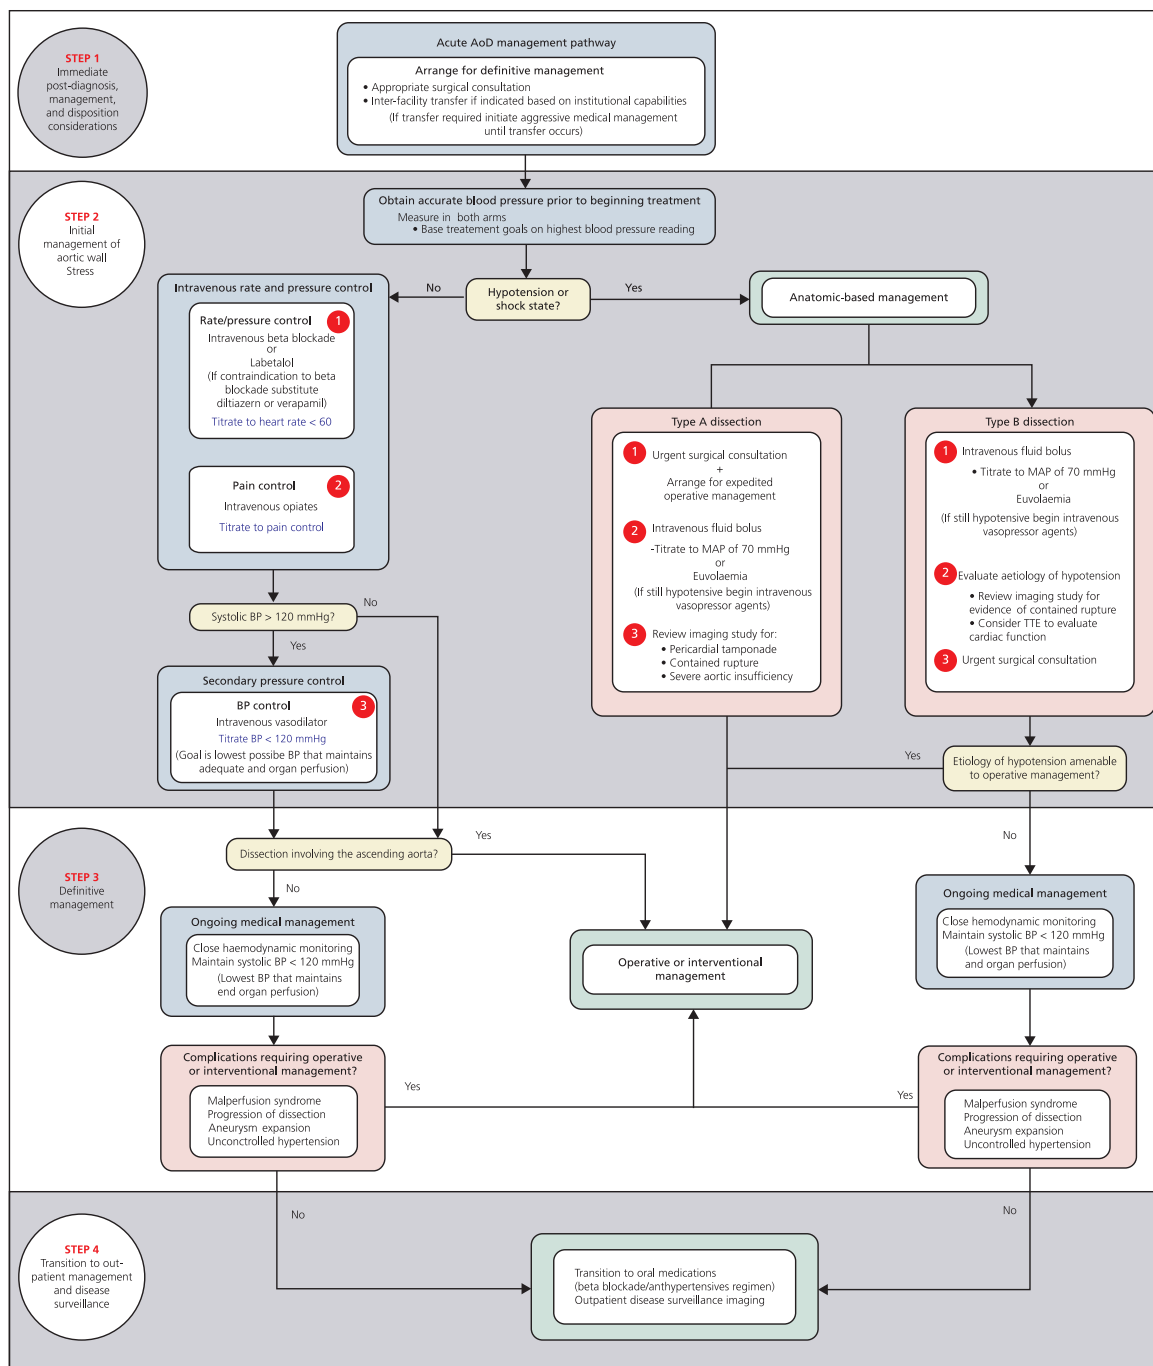 STEP 1
Immediate
post-diagnosis,
management,
and disposition
considerations
Acute AoD management pathway
Arrange for definitive management
• Appropriate surgical consultation
• Inter-facility transfer if indicated based on institutional capabilities
(If transfer required initiate aggressive medical management
until transfer occurs)
STEP 2
Initial
management of
aortic wall
Stress
Obtain accurate blood pressure prior to beginning treatment
Measure in both arms
• Base treatement goals on highest blood pressure reading
Hypotension or
shock state?
No
Yes
Anatomic-based management
Intravenous rate and pressure control
Rate/pressure control
1
Intravenous beta blockade
or
Labetalol
(If contraindication to beta
blockade substitute
diltiazern or verapamil)
Titrate to heart rate < 60
Pain control
2
Intravenous opiates
Titrate to pain control
Systolic BP > 120 mmHg?
No
Yes
Secondary pressure control
BP control
3
Intravenous vasodilator
Titrate BP < 120 mmHg
(Goal is lowest possibe BP that maintains
adequate and organ perfusion)
Type A dissection
1 Urgent surgical consultation
+
Arrange for expedited
operative management
2 Intravenous fluid bolus
-Titrate to MAP of 70 mmHg
or
Euvolaemia
(If still hypotensive begin intravenous
vasopressor agents)
3 Review imaging study for:
• Pericardial tamponade
• Contained rupture
• Severe aortic insufficiency
Type B dissection
1 Intravenous fluid bolus
• Titrate to MAP of 70 mmHg
or
Euvolaemia
(If still hypotensive begin intravenous
vasopressor agents)
2 Evaluate aetiology of hypotension
• Review imaging study for
evidence of contained rupture
• Consider TTE to evaluate
cardiac function
3 Urgent surgical consultation
Etiology of hypotension amenable
to operative management?
Yes
No
STEP 3
Definitive
management
Dissection involving the ascending aorta?
Yes
No
Ongoing medical management
Close haemodynamic monitoring
Maintain systolic BP < 120 mmHg
(Lowest BP that maintains
end organ perfusion)
Operative or interventional
management
Ongoing medical management
Close hemodynamic monitoring
Maintain systolic BP < 120 mmHg
(Lowest BP that maintains
and organ perfusion)
Complications requiring operative
or interventional management?
Malperfusion syndrome
Progression of dissection
Aneurysm expansion
Unconctrolled hypertension
Yes
Complications requiring operative
or interventional management?
Malperfusion syndrome
Progression of dissection
Aneurysm expansion
Uncontrolled hypertension
Yes
No
No
STEP 4
Transition to out-
patient management
and disease
surveillance
Transition to oral medications
(beta blockade/anthypertensives regimen)
Outpatient disease surveillance imaging